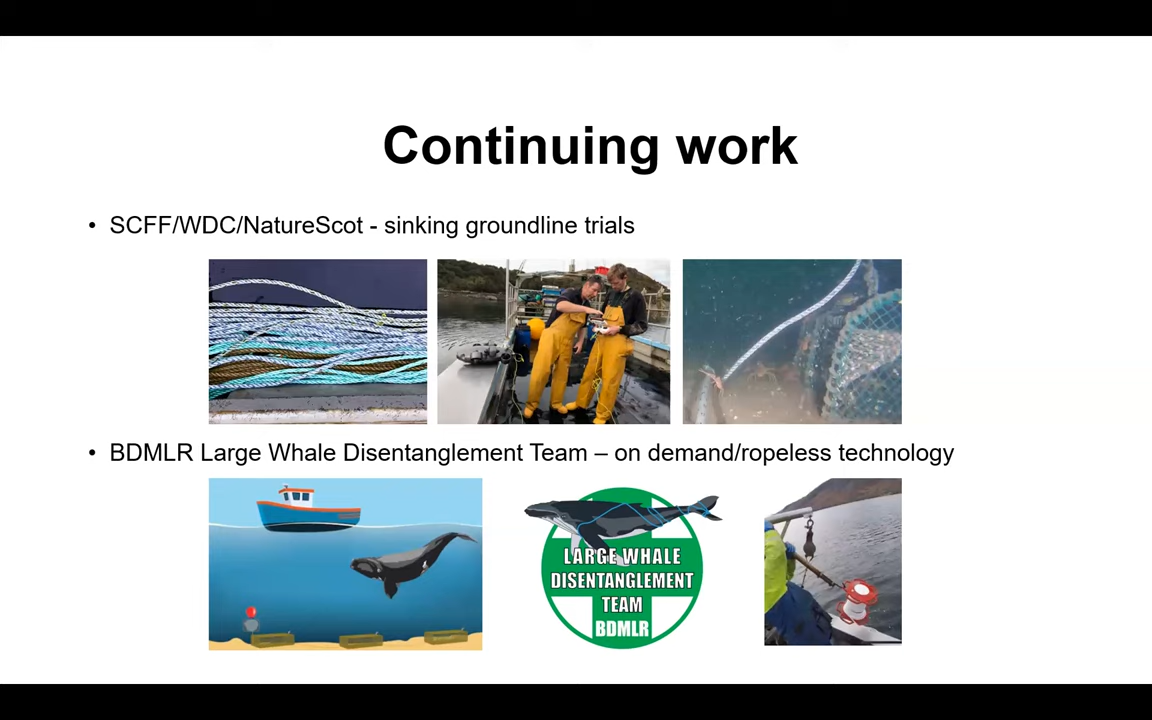 Continuing work
• SCFF/WDC/NatureScot - sinking groundline trials
• BDMLR Large Whale Disentanglement Team – on demand/ropeless technology
LARGE WHALE
DISENTANGLEMENT
TEAM
BDMLR